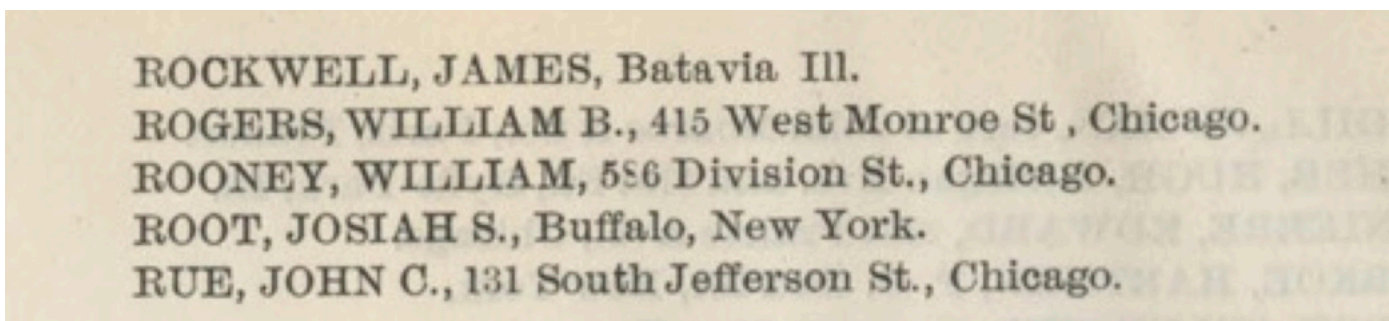 ROCKWELL, JAMES, Batavia Ill.
ROGERS, WILLIAM B., 415 West Monroe St , Chicago.
ROONEY, WILLIAM, 586 Division St., Chicago.
ROOT, JOSIAH S., Buffalo, New York.
RUE, JOHN C., 131 South Jefferson St., Chicago.